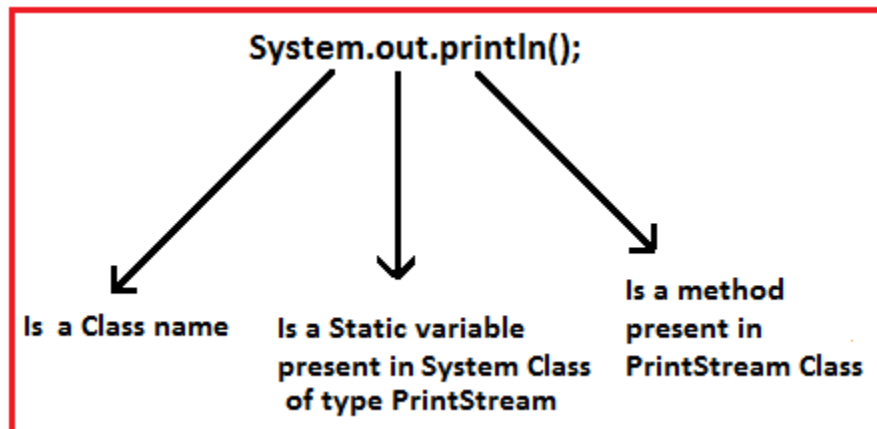 System.out.println();
Is a Class name
Is a Static variable
present in System Class
of type PrintStream
Is a method
present in
PrintStream Class